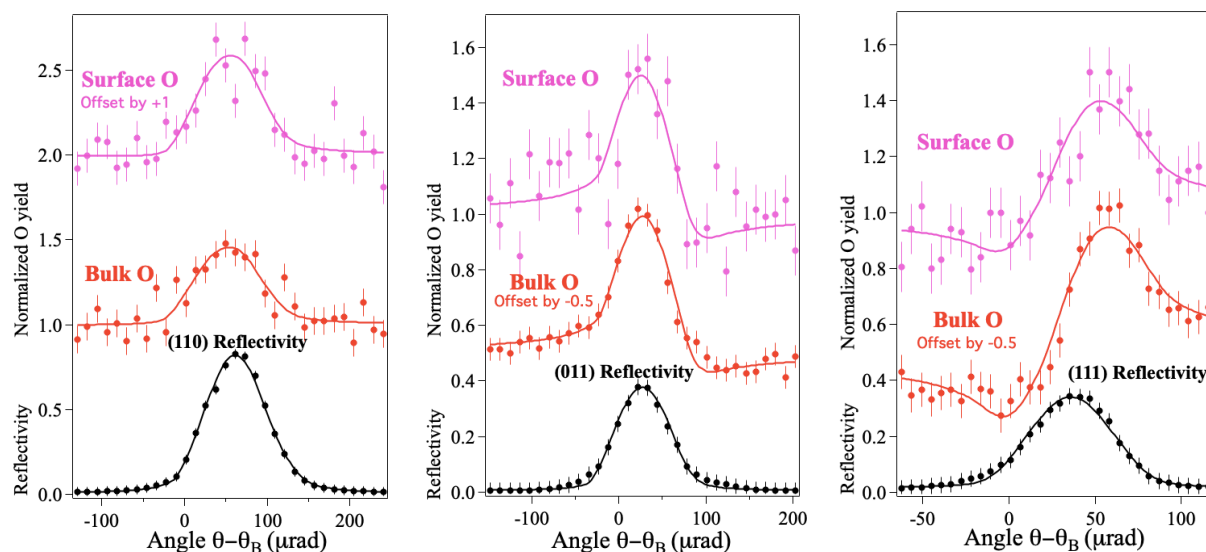 2.5
2.0
1.5
1.0
0.5
0.0
Normalized O yield
Reflectivity
Surface O
Offset by +1
Bulk O
(110) Reflectivity
-100
0
100
200
Angle θ−θB (μrad)
1.6
1.4
1.2
1.0
0.8
0.6
0.4
0.2
0.0
Normalized O yield
Reflectivity
Surface O
Bulk O
Offset by -0.5
(011) Reflectivity
-100
0
100
200
Angle θ−θB (μrad)
1.6
1.4
1.2
1.0
0.8
0.6
0.4
0.2
0.0
Normalized O yield
Reflectivity
Surface O
Bulk O
Offset by -0.5
(111) Reflectivity
-50
0
50
100
Angle θ−θB (μrad)